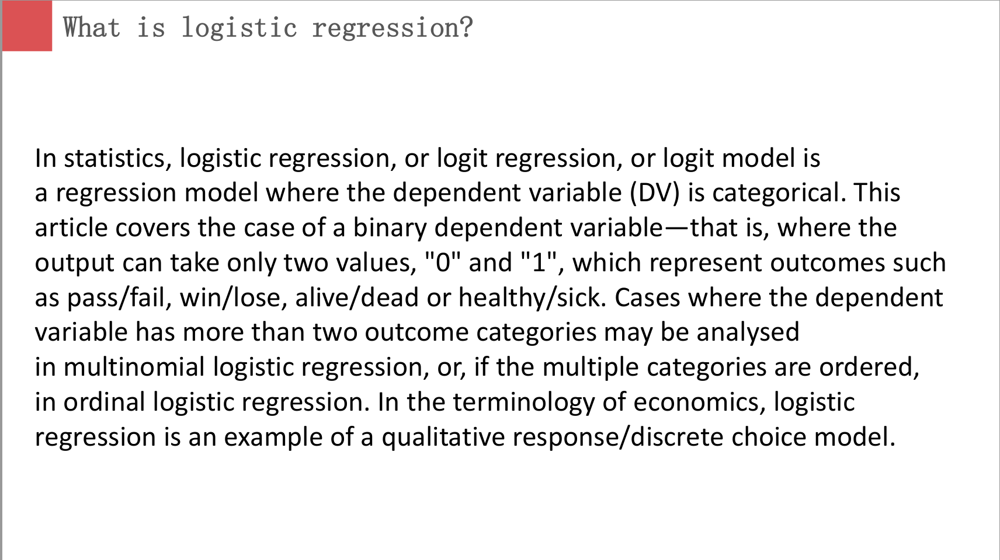 What is logistic regression?
In statistics, logistic regression, or logit regression, or logit model is
a regression model where the dependent variable (DV) is categorical. This
article covers the case of a binary dependent variable—that is, where the
output can take only two values, "0" and "1", which represent outcomes such
as pass/fail, win/lose, alive/dead or healthy/sick. Cases where the dependent
variable has more than two outcome categories may be analysed
in multinomial logistic regression, or, if the multiple categories are ordered,
in ordinal logistic regression. In the terminology of economics, logistic
regression is an example of a qualitative response/discrete choice model.